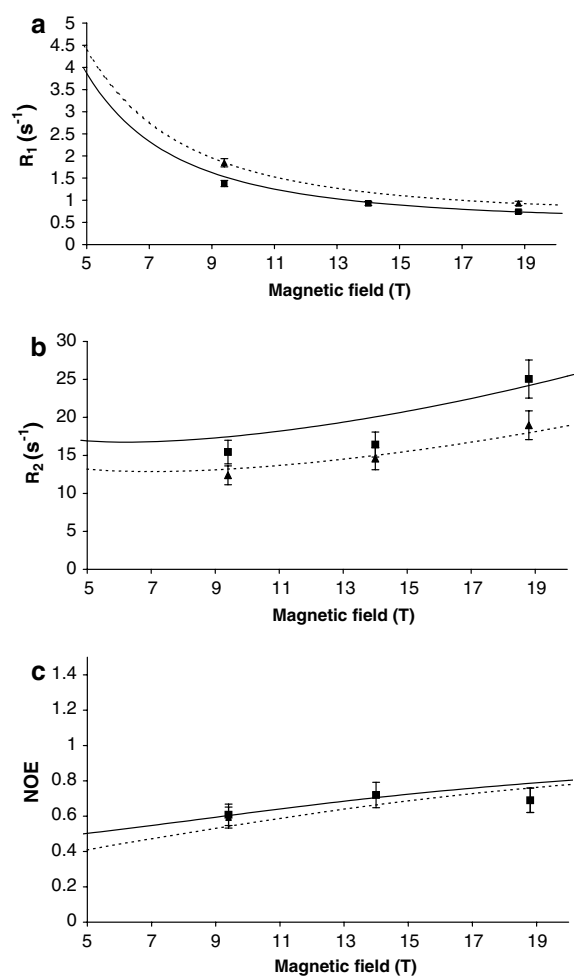 a
5
4.5
4
3.5
3
2.5
2
1.5
1
0.5
0
R₁ (s⁻¹)
5 7 9 11 13 15 17 19
Magnetic field (T)
b
30
25
20
15
10
5
0
R₂ (s⁻¹)
5 7 9 11 13 15 17 19
Magnetic field (T)
c
1.4
1.2
1
0.8
0.6
0.4
0.2
0
NOE
5 7 9 11 13 15 17 19
Magnetic field (T)